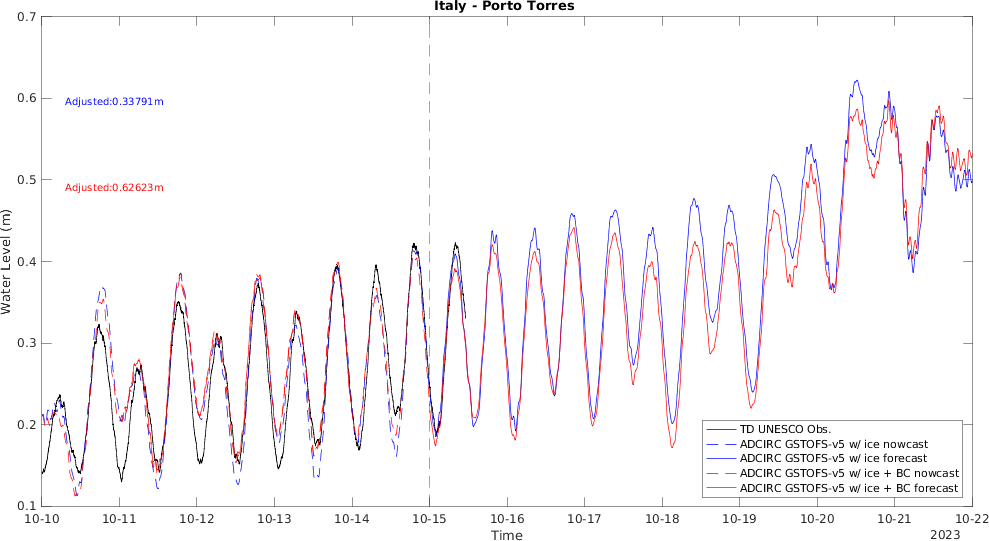 Italy - Porto Torres
0.7
0.6
0.5
0.4
0.3
0.2
0.1
Water Level (m)
Adjusted:0.33791m
Adjusted:0.62623m
TD UNESCO Obs.
ADCIRC GSTOFS-v5 w/ ice nowcast
ADCIRC GSTOFS-v5 w/ ice forecast
ADCIRC GSTOFS-v5 w/ ice + BC nowcast
ADCIRC GSTOFS-v5 w/ ice + BC forecast
10-10 10-11 10-12 10-13 10-14 10-15 10-16 10-17 10-18 10-19 10-20 10-21 10-22
Time
2023